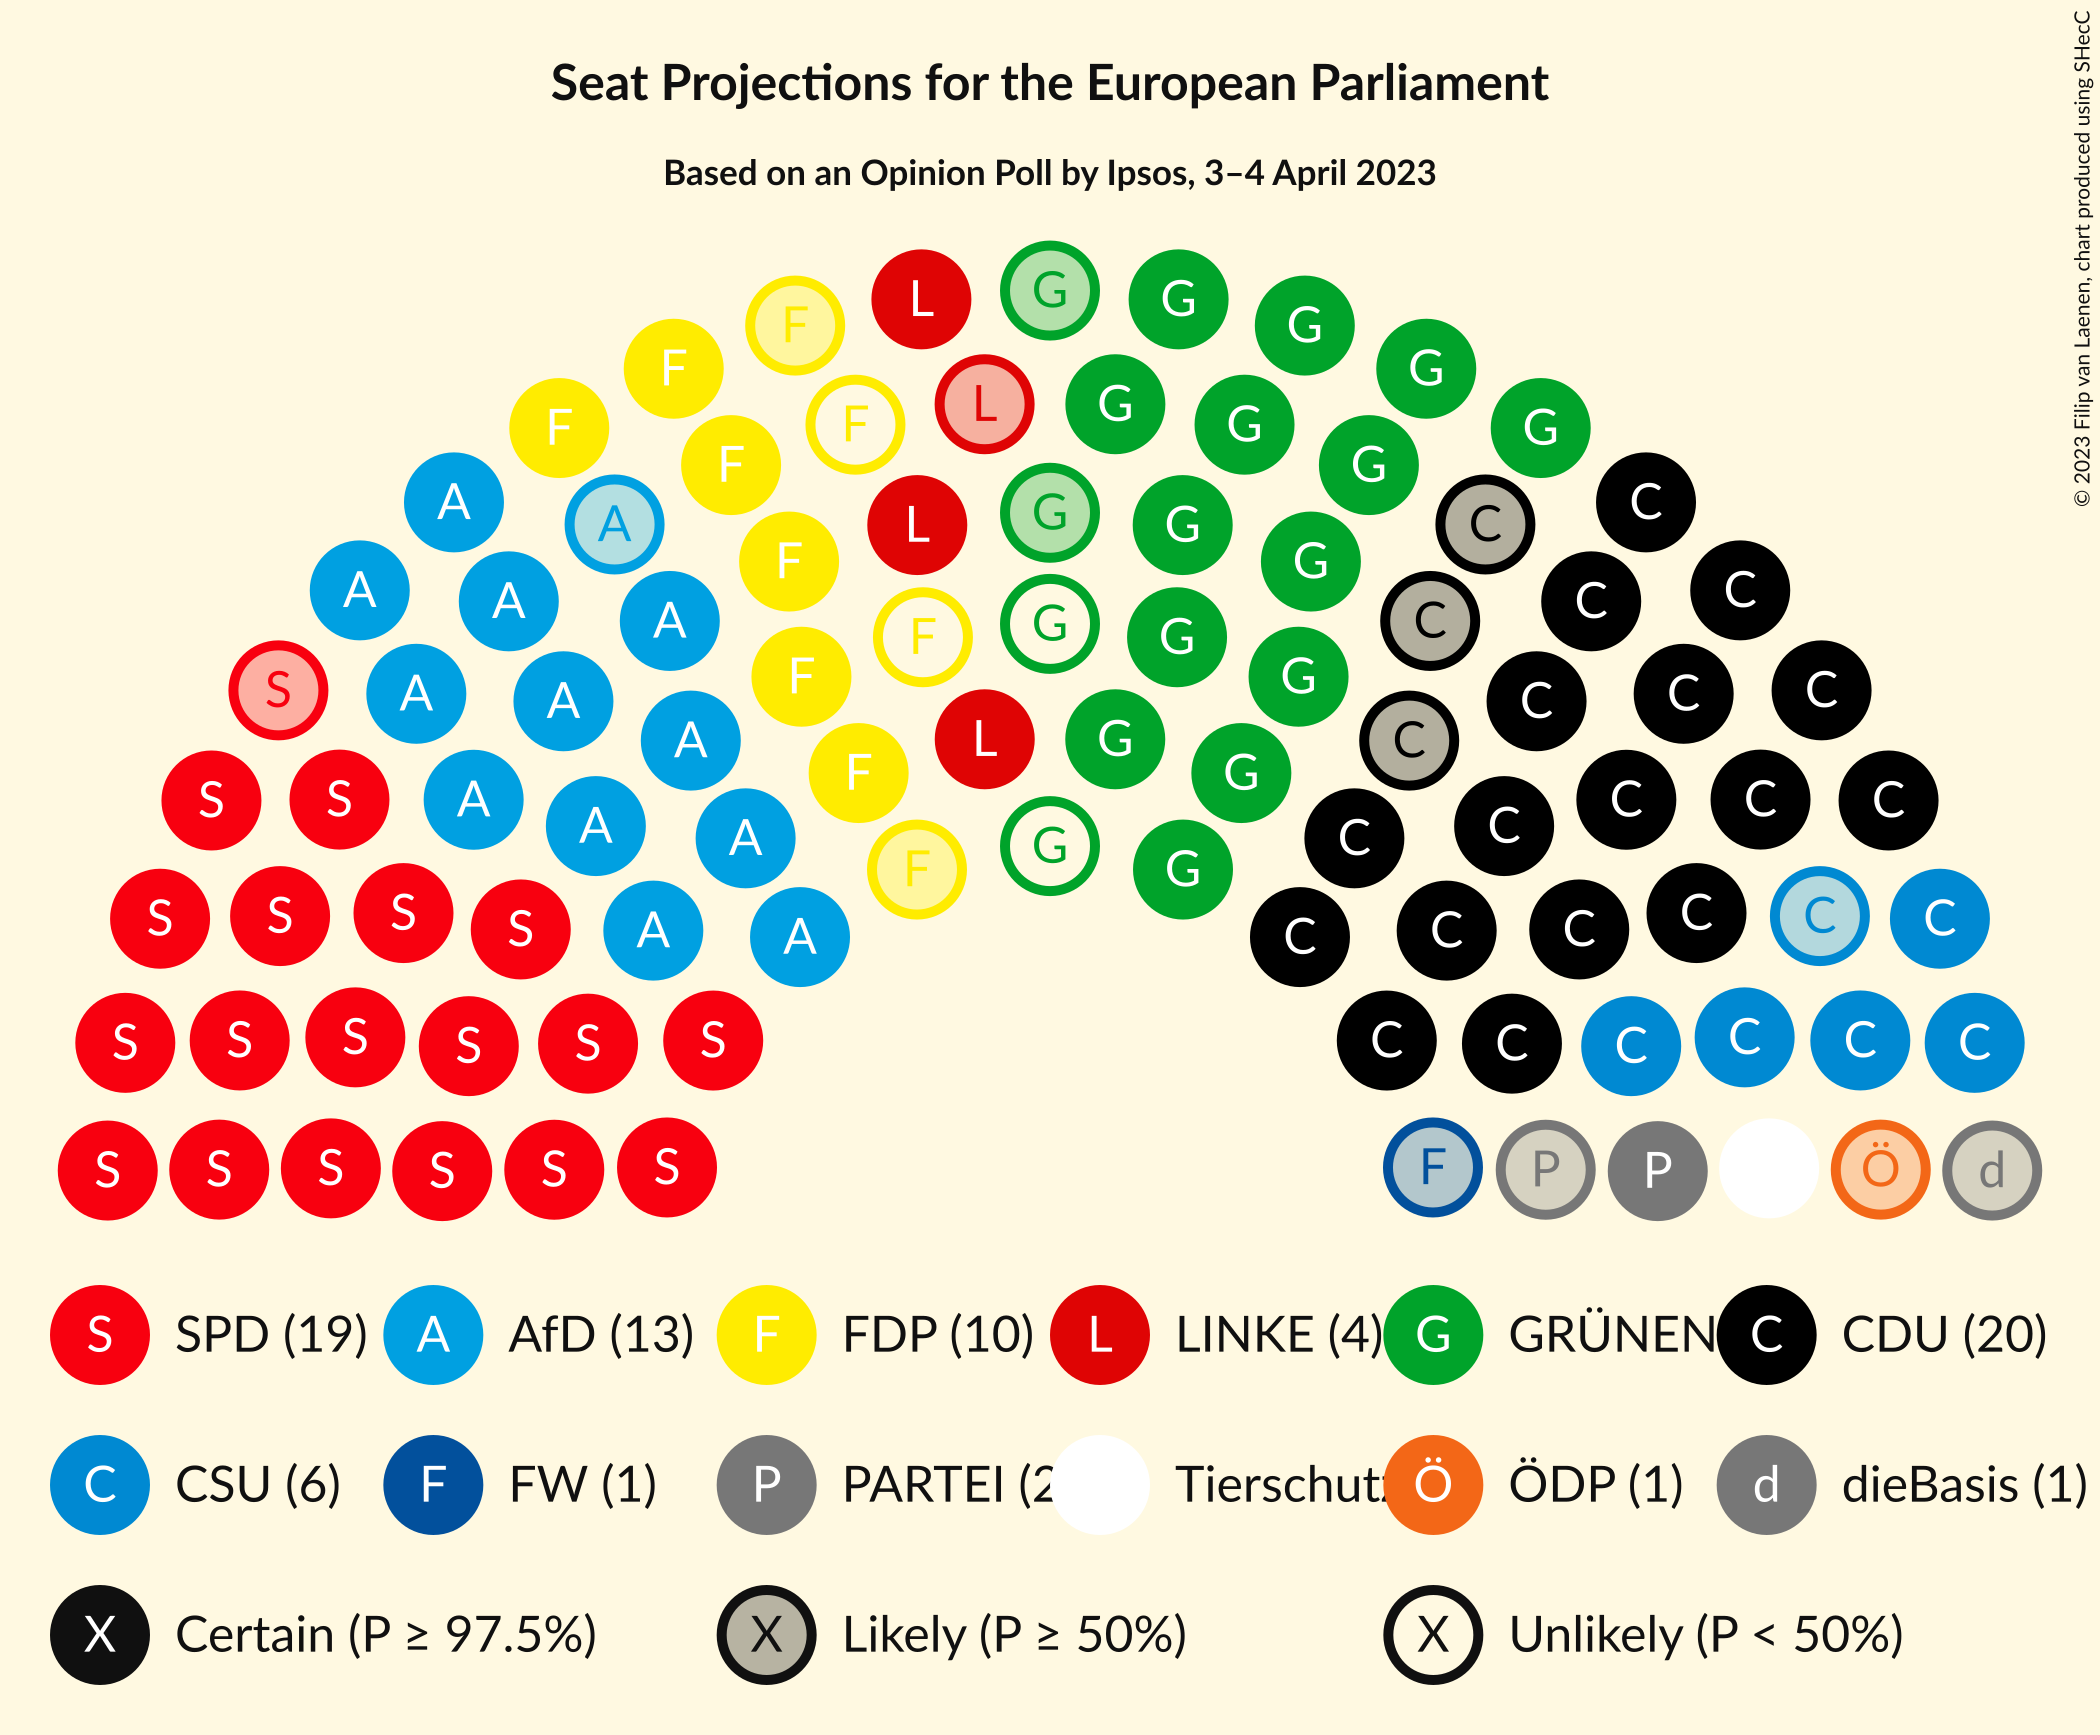 Seat Projections for the European Parliament
Based on an Opinion Poll by Ipsos, 3–4 April 2023
© 2023 Filip van Laenen, chart produced using SHecC
L G G G
F G
F L G G G
F F G
A F G C C
A F L G G C
A A A F F G G C C C
S A A A F L G G C C C C
S S A A A F G C C C C C
F G G
S S S S A A C C C C C C
S S S S S S C C C C C C
S S S S S S F P P Ö d
S SPD (19) A AfD (13) F FDP (10) L LINKE (4) G GRÜNEN C CDU (20)
C CSU (6) F FW (1) P PARTEI (2 Tierschutz Ö ÖDP (1) d dieBasis (1)
X Certain (P ≥ 97.5%) X Likely (P ≥ 50%) X Unlikely (P < 50%)